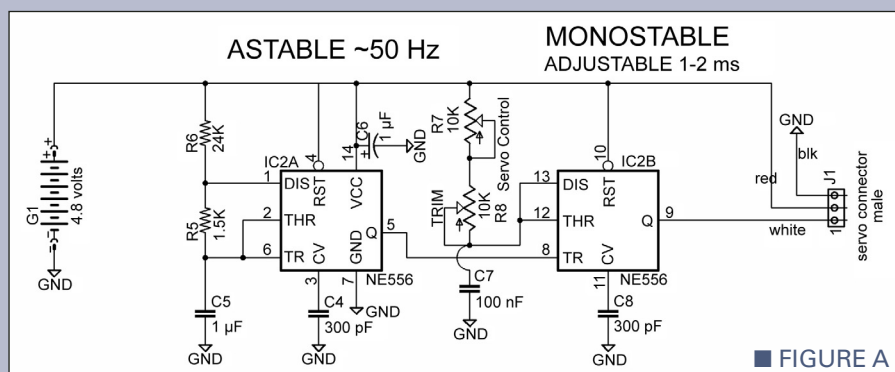 ASTABLE ~50 Hz
MONOSTABLE
ADJUSTABLE 1-2 ms
G1
4.8 volts
+
+
-
-
GND
R6
24K
R5
1.5K
C5
1 µF
GND
IC2A
1
DIS
2
THR
6
TR
4
RST
14
VCC
Q
5
CV
3
GND
7
NE556
C4
300 pF
GND
GND
C6
1 µF
+
GND
R7
10K
Servo Control
TRIM
10K
R8
C7
100 nF
GND
IC2B
13
DIS
12
THR
8
TR
10
RST
Q
9
CV
11
NE556
C8
300 pF
GND
GND
blk
red
white
J1
1
servo connector
male
■ FIGURE A